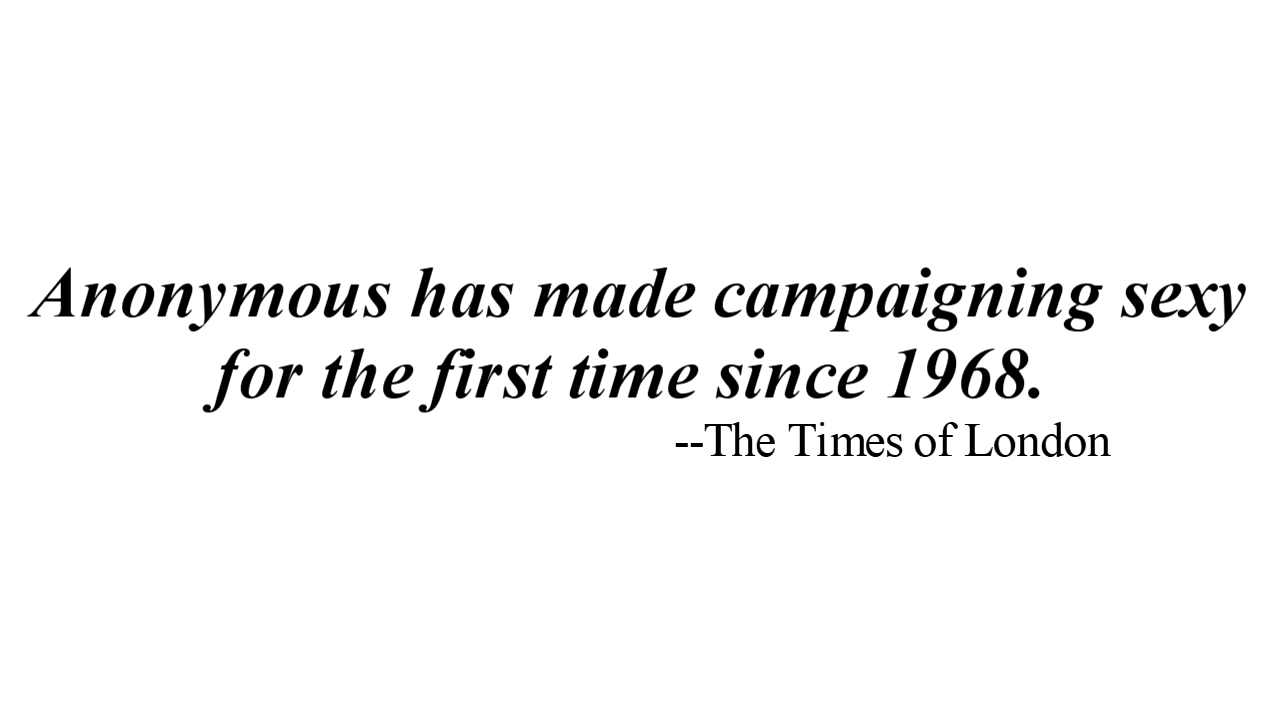 Anonymous has made campaigning sexy
for the first time since 1968.
--The Times of London